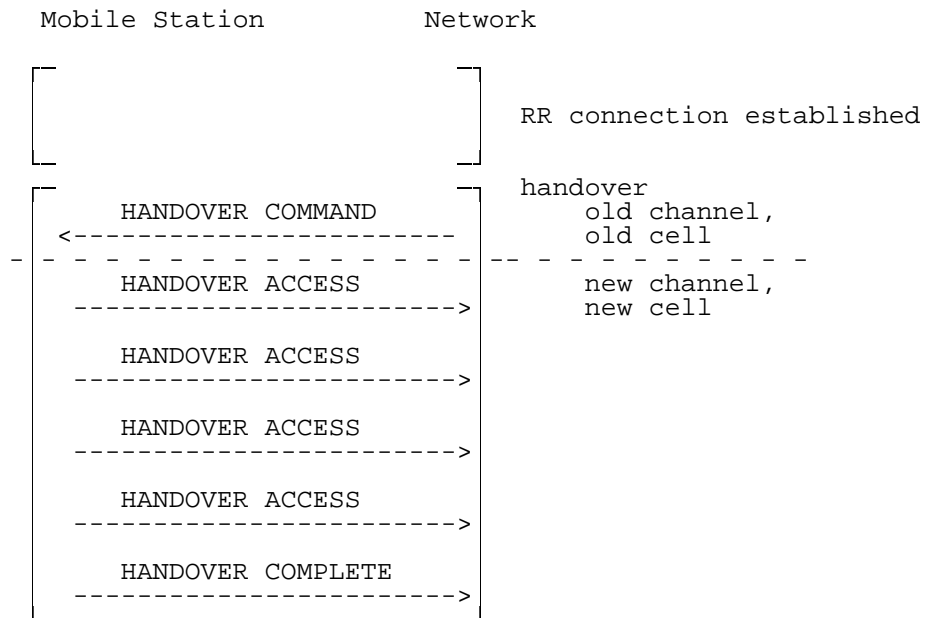 Mobile Station Network
RR connection established
handover
HANDOVER COMMAND old channel,
<------------------------ old cell
- - - - - - - - - - - - - - - -- - - - - - - - - -
HANDOVER ACCESS new channel,
------------------------> new cell
HANDOVER ACCESS
------------------------>
HANDOVER ACCESS
------------------------>
HANDOVER ACCESS
------------------------>
HANDOVER COMPLETE
------------------------>